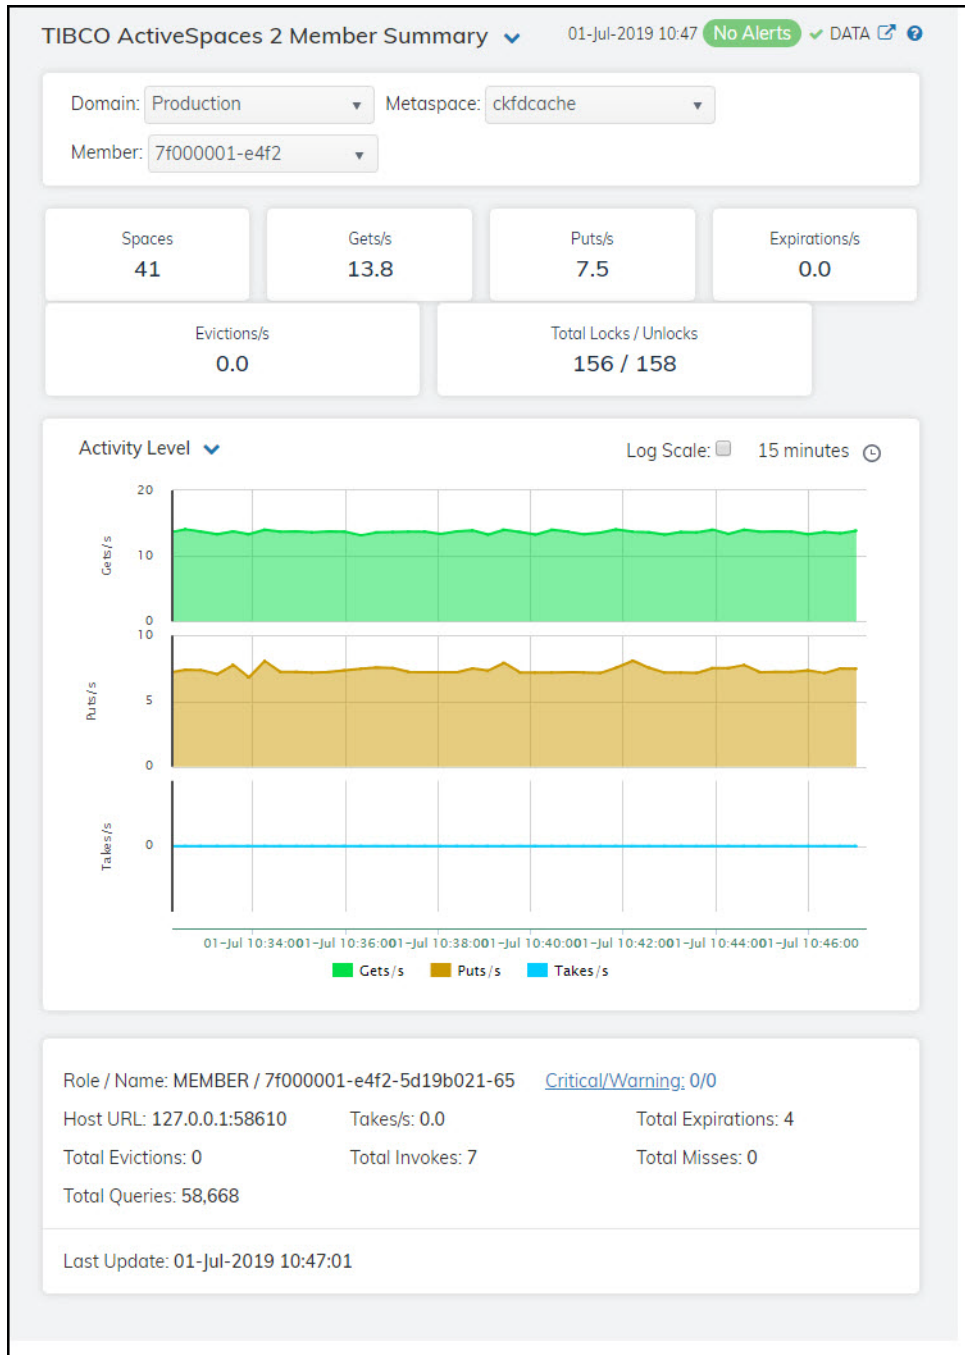 TIBCO ActiveSpaces 2 Member Summary 01-Jul-2019 10:47 No Alerts DATA
Domain: Production Metaspace: ckfdcache
Member: 7f000001-e4f2
Spaces Gets/s Puts/s Expirations/s
41 13.8 7.5 0.0
Evictions/s Total Locks / Unlocks
0.0 156 / 158
Activity Level Log Scale: 15 minutes
20
10
0
Gets/s
10
5
0
Puts/s
0
Takes/s
01-Jul 10:34:00 01-Jul 10:36:00 01-Jul 10:38:00 01-Jul 10:40:00 01-Jul 10:42:00 01-Jul 10:44:00 01-Jul 10:46:00
Gets/s Puts/s Takes/s
Role / Name: MEMBER / 7f000001-e4f2-5d19b021-65 Critical/Warning: 0/0
Host URL: 127.0.0.1:58610 Takes/s: 0.0 Total Expirations: 4
Total Evictions: 0 Total Invokes: 7 Total Misses: 0
Total Queries: 58,668
Last Update: 01-Jul-2019 10:47:01